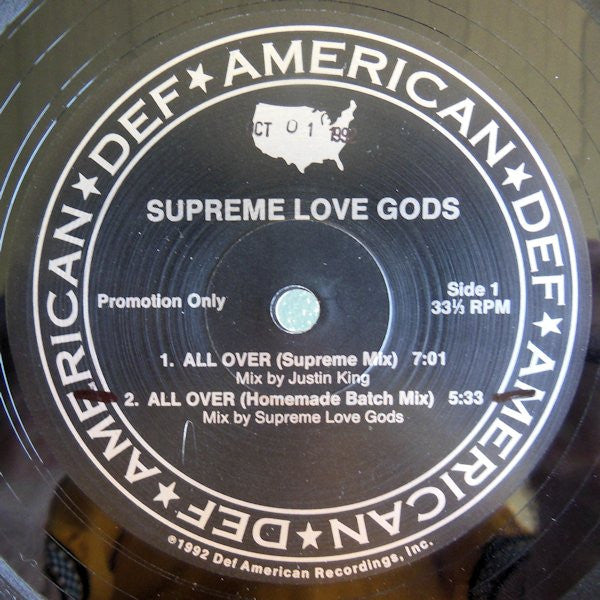 DEF★AMERICAN★DEF★AMERICAN★DEF★AMERICAN★DEF★AMERICAN★
OCT 01 1992
SUPREME LOVE GODS
Promotion Only
Side 1
33⅓ RPM
1. ALL OVER (Supreme Mix) 7:01
Mix by Justin King
2. ALL OVER (Homemade Batch Mix) 5:33
Mix by Supreme Love Gods
℗1992 Def American Recordings, Inc.